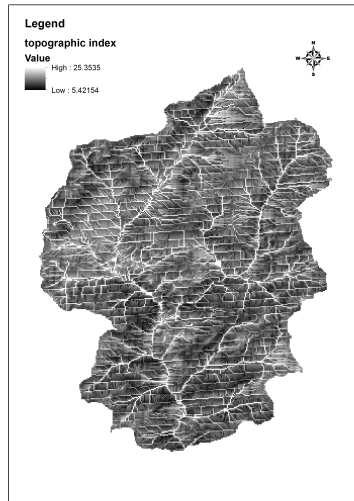 Legend
topographic index
Value
High : 25.3535
Low : 5.42154
N
W E
S